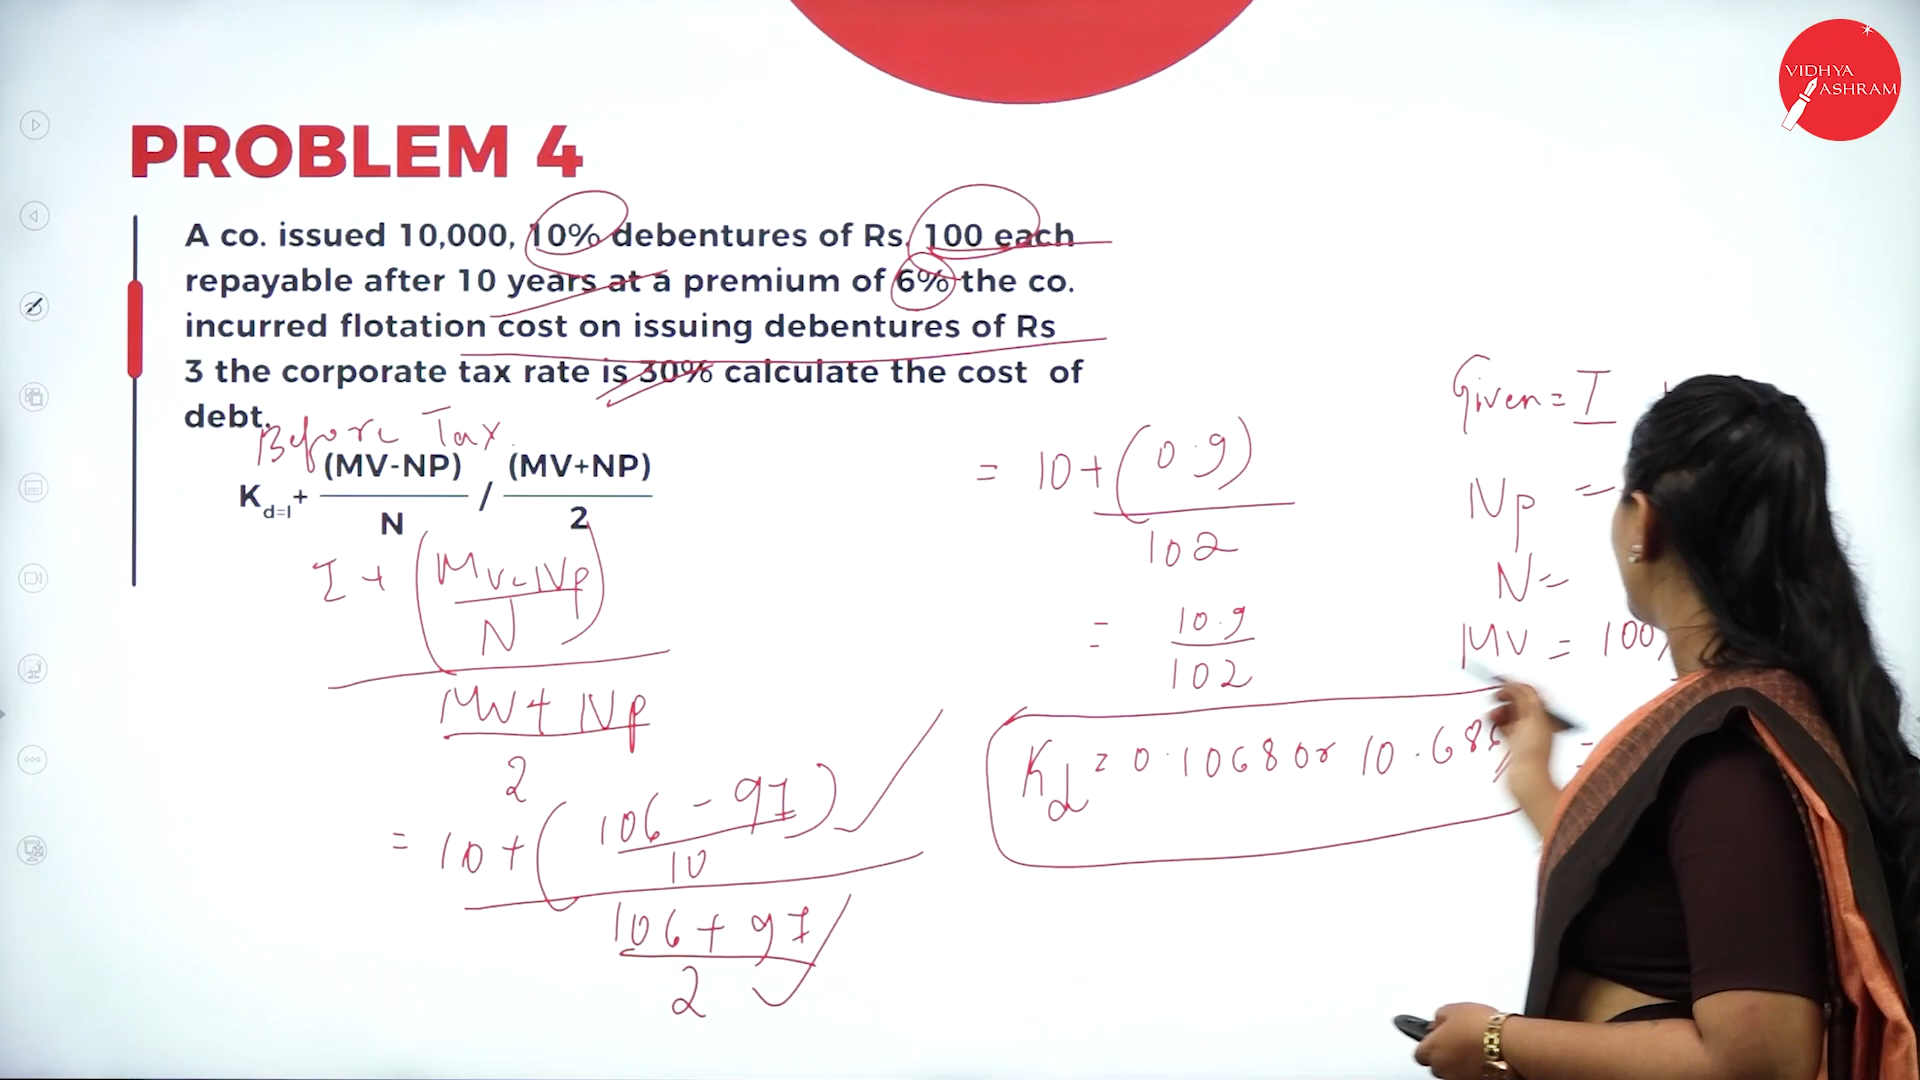 VIDHYA
ASHRAM
PROBLEM 4
A co. issued 10,000, 10% debentures of Rs. 100 each
repayable after 10 years at a premium of 6% the co.
incurred flotation cost on issuing debentures of Rs
3 the corporate tax rate is 30% calculate the cost of
debt.
Before Tax
K d=I + (MV-NP) / (MV+NP)
N 2
I + (Mv-Np
N)
Mv+Np
2
= 10 + (106 - 97)
10
106 + 97
2
= 10 + (0.9)
102
= 10.9
102
Kd = 0.1068 or 10.68
Given = I
Np =
N =
MV = 100